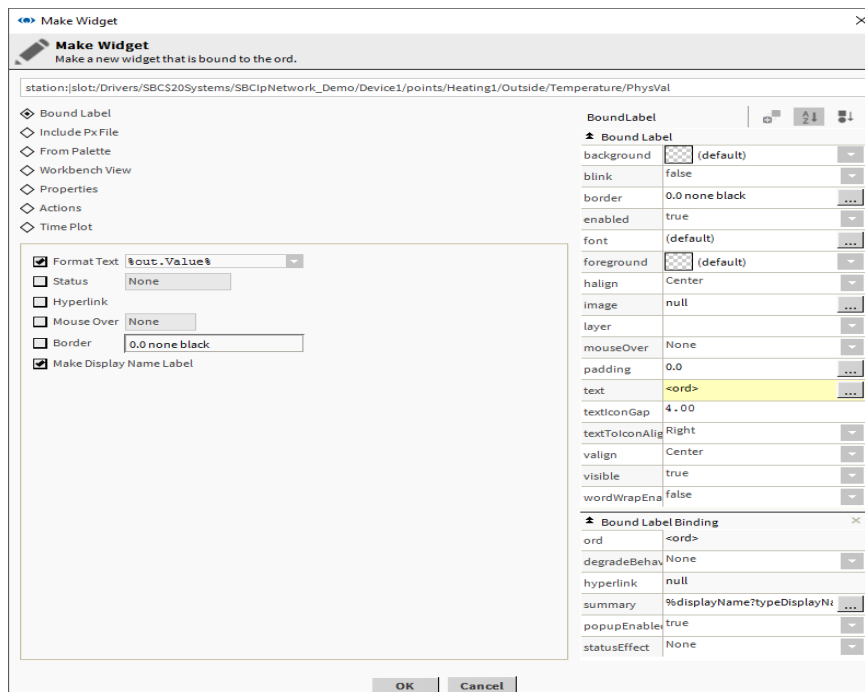 Make Widget
Make Widget
Make a new widget that is bound to the ord.
station:|slot:/Drivers/SBC$20Systems/SBCIpNetwork_Demo/Device1/points/Heating1/Outside/Temperature/PhysVal
Bound Label
Include Px File
From Palette
Workbench View
Properties
Actions
Time Plot
Format Text %out.Value%
Status None
Hyperlink
Mouse Over None
Border 0.0 none black
Make Display Name Label
BoundLabel
Bound Label
background (default)
blink false
border 0.0 none black ...
enabled true
font (default) ...
foreground (default)
halign Center
image null ...
layer
mouseOver None
padding 0.0 ...
text <ord> ...
textIconGap 4.00
textToIconAlig Right
valign Center
visible true
wordWrapEna false
Bound Label Binding
ord <ord>
degradeBehav None
hyperlink null
summary %displayName?typeDisplayNa ...
popupEnabled true
statusEffect None
OK Cancel